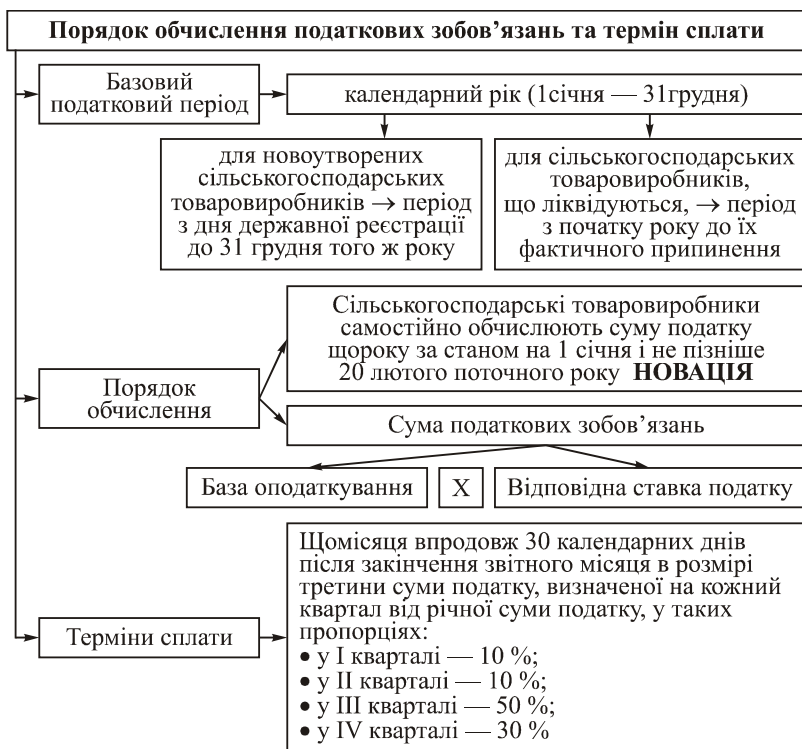 Порядок обчислення податкових зобов’язань та термін сплати
Базовий
податковий період
календарний рік (1січня — 31грудня)
для новоутворених
сільськогосподарських
товаровиробників → період
з дня державної реєстрації
до 31 грудня того ж року
для сільськогосподарських
товаровиробників,
що ліквідуються, → період
з початку року до їх
фактичного припинення
Порядок
обчислення
Сільськогосподарські товаровиробники
самостійно обчислюють суму податку
щороку за станом на 1 січня і не пізніше
20 лютого поточного року НОВАЦІЯ
Сума податкових зобов’язань
База оподаткування
X
Відповідна ставка податку
Терміни сплати
Щомісяця впродовж 30 календарних днів
після закінчення звітного місяця в розмірі
третини суми податку, визначеної на кожний
квартал від річної суми податку, у таких
пропорціях:
• у I кварталі — 10 %;
• у II кварталі — 10 %;
• у III кварталі — 50 %;
• у IV кварталі — 30 %